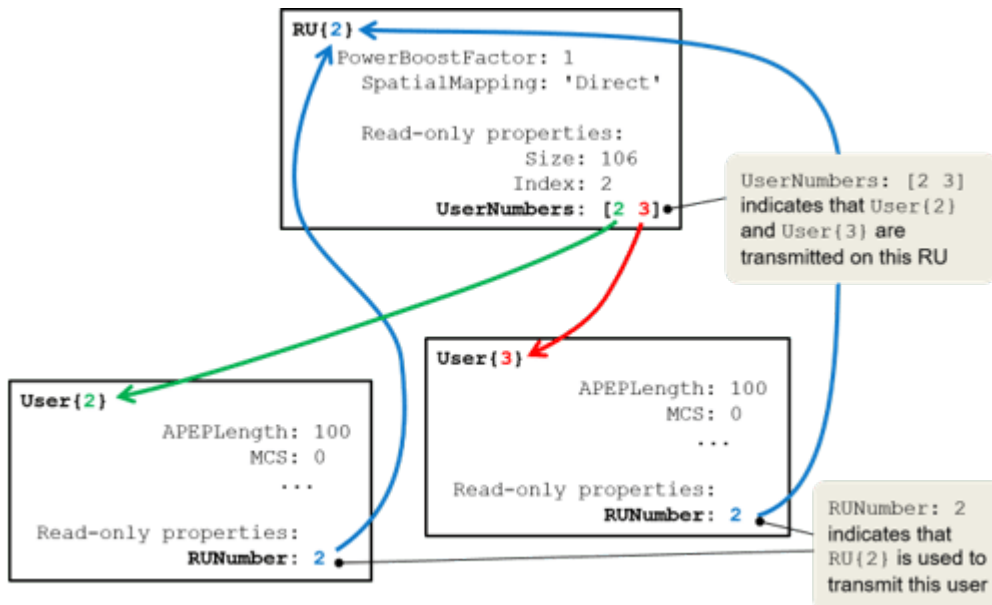 RU{2}
PowerBoostFactor: 1
SpatialMapping: 'Direct'
Read-only properties:
Size: 106
Index: 2
UserNumbers: [2 3]
UserNumbers: [2 3]
indicates that User{2}
and User{3} are
transmitted on this RU
User{3}
APEPLength: 100
MCS: 0
...
Read-only properties:
RUNumber: 2
User{2}
APEPLength: 100
MCS: 0
...
Read-only properties:
RUNumber: 2
RUNumber: 2
indicates that
RU{2} is used to
transmit this user